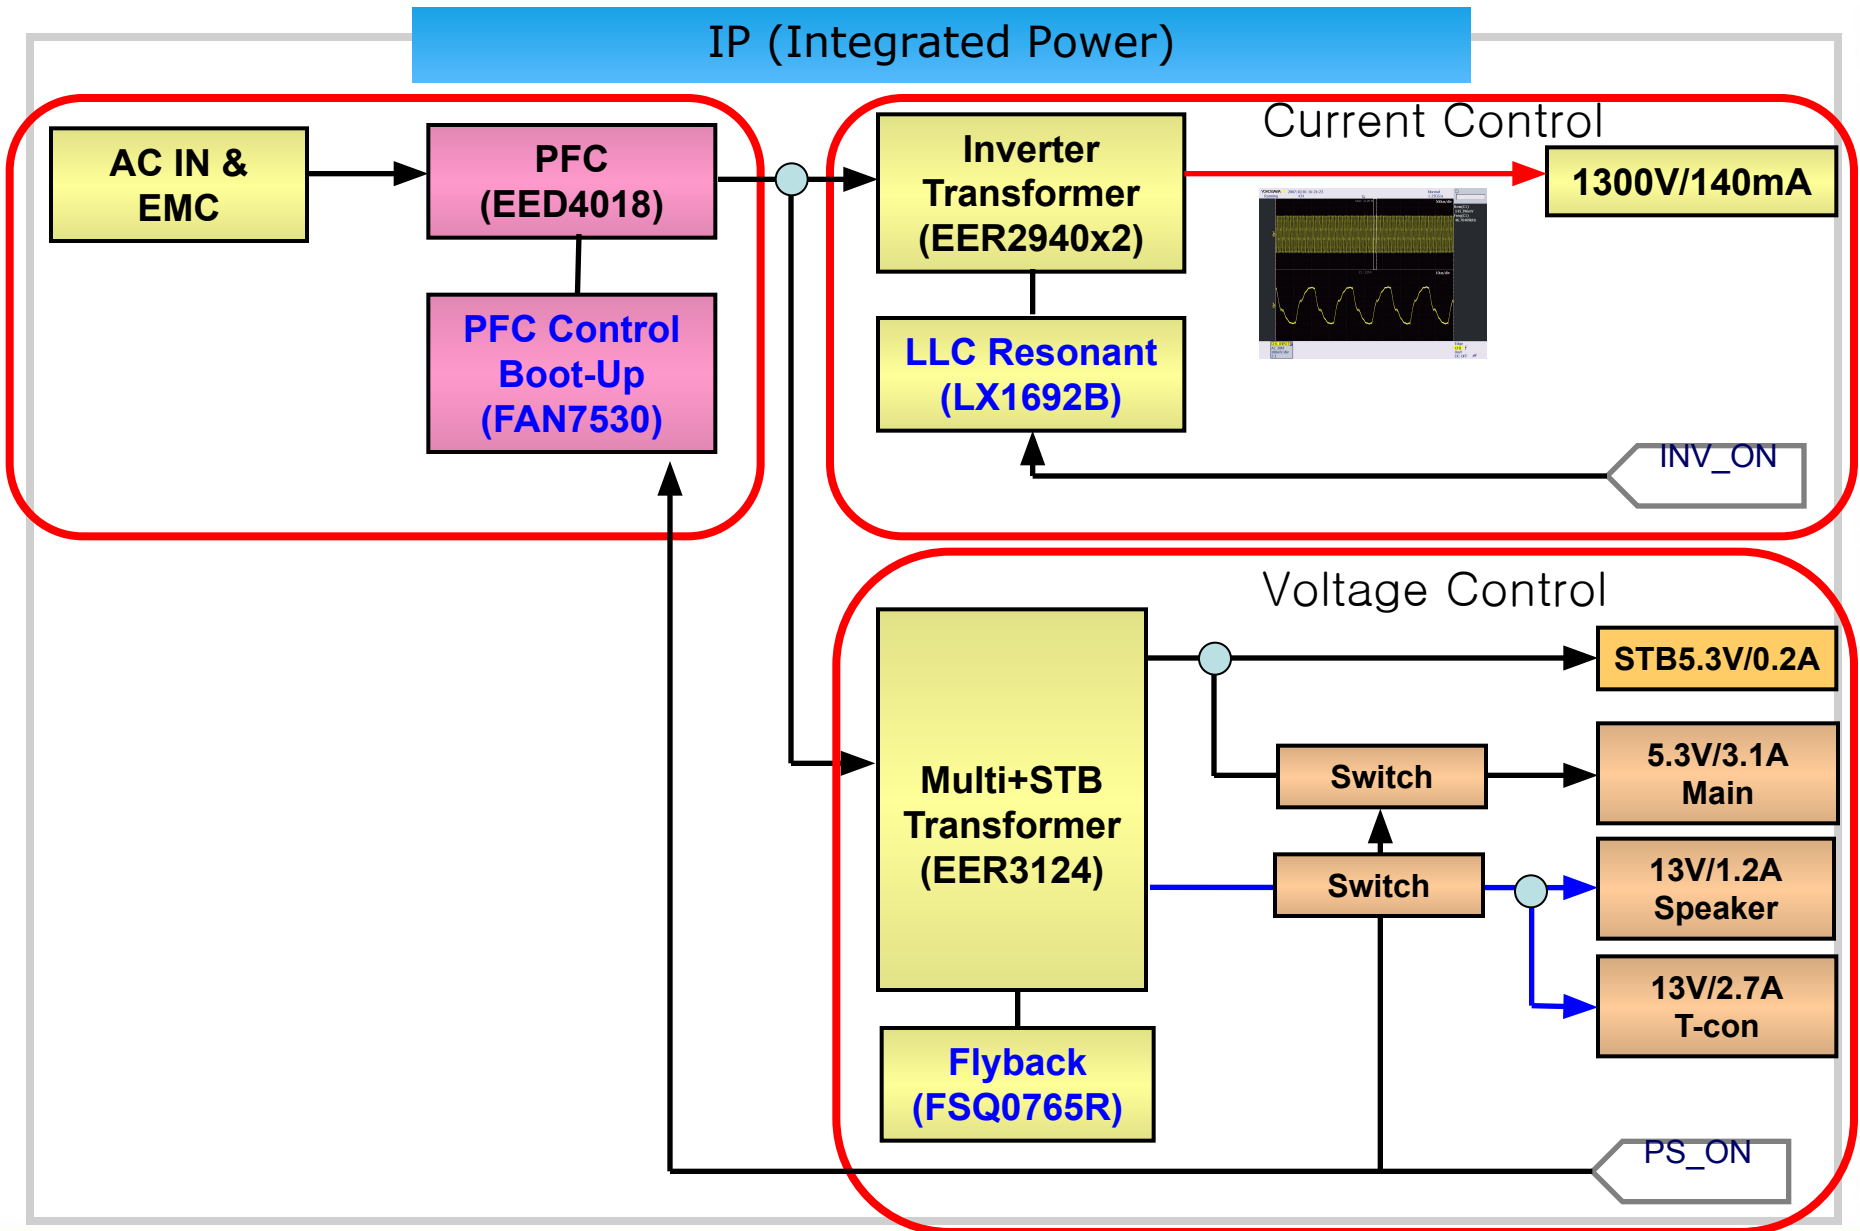 IP (Integrated Power)
AC IN &
EMC
PFC
(EED4018)
PFC Control
Boot-Up
(FAN7530)
Inverter
Transformer
(EER2940x2)
LLC Resonant
(LX1692B)
Current Control
1300V/140mA
INV_ON
Voltage Control
Multi+STB
Transformer
(EER3124)
Flyback
(FSQ0765R)
STB5.3V/0.2A
Switch
5.3V/3.1A
Main
Switch
13V/1.2A
Speaker
13V/2.7A
T-con
PS_ON